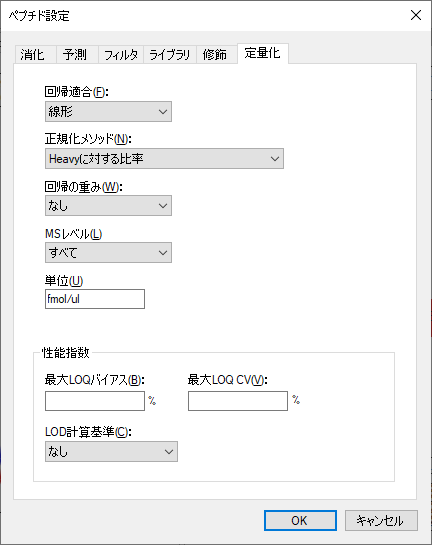 ペプチド設定
消化 予測 フィルタ ライブラリ 修飾 定量化
回帰適合(F):
線形
正規化メソッド(N):
Heavyに対する比率
回帰の重み(W):
なし
MSレベル(L)
すべて
単位(U)
fmol/ul
性能指数
最大LOQバイアス(B): 最大LOQ CV(V):
% %
LOD計算基準(C):
なし
OK キャンセル